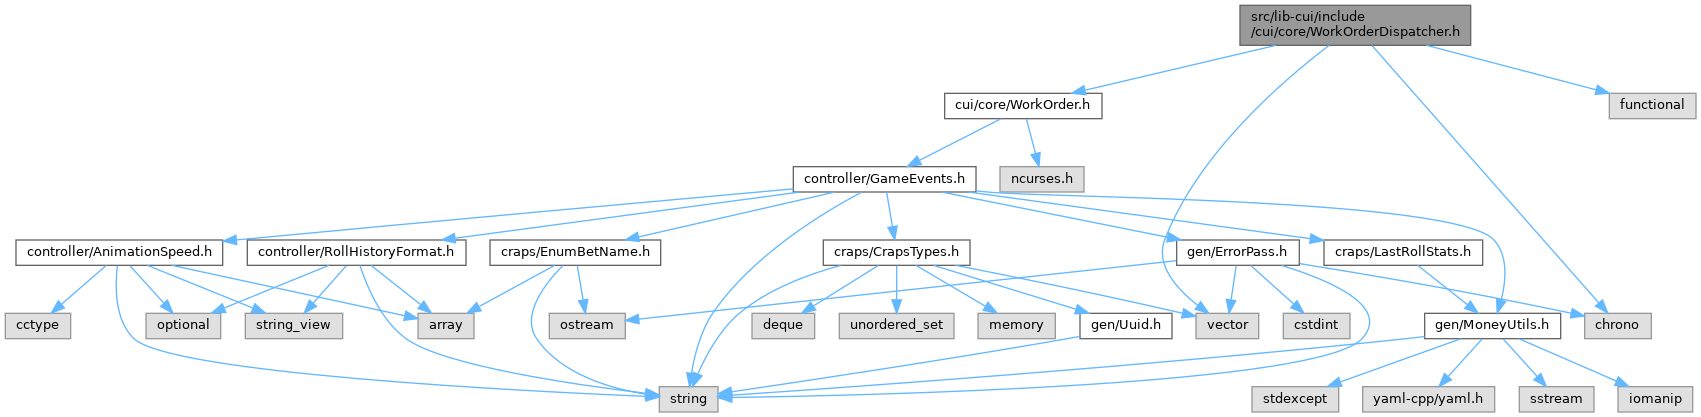 src/lib-cui/include
/cui/core/WorkOrderDispatcher.h
cui/core/WorkOrder.h
functional
controller/GameEvents.h
ncurses.h
controller/AnimationSpeed.h
controller/RollHistoryFormat.h
craps/EnumBetName.h
craps/CrapsTypes.h
gen/ErrorPass.h
craps/LastRollStats.h
cctype
optional
string_view
array
ostream
deque
unordered_set
memory
gen/Uuid.h
vector
cstdint
gen/MoneyUtils.h
chrono
string
stdexcept
yaml-cpp/yaml.h
sstream
iomanip